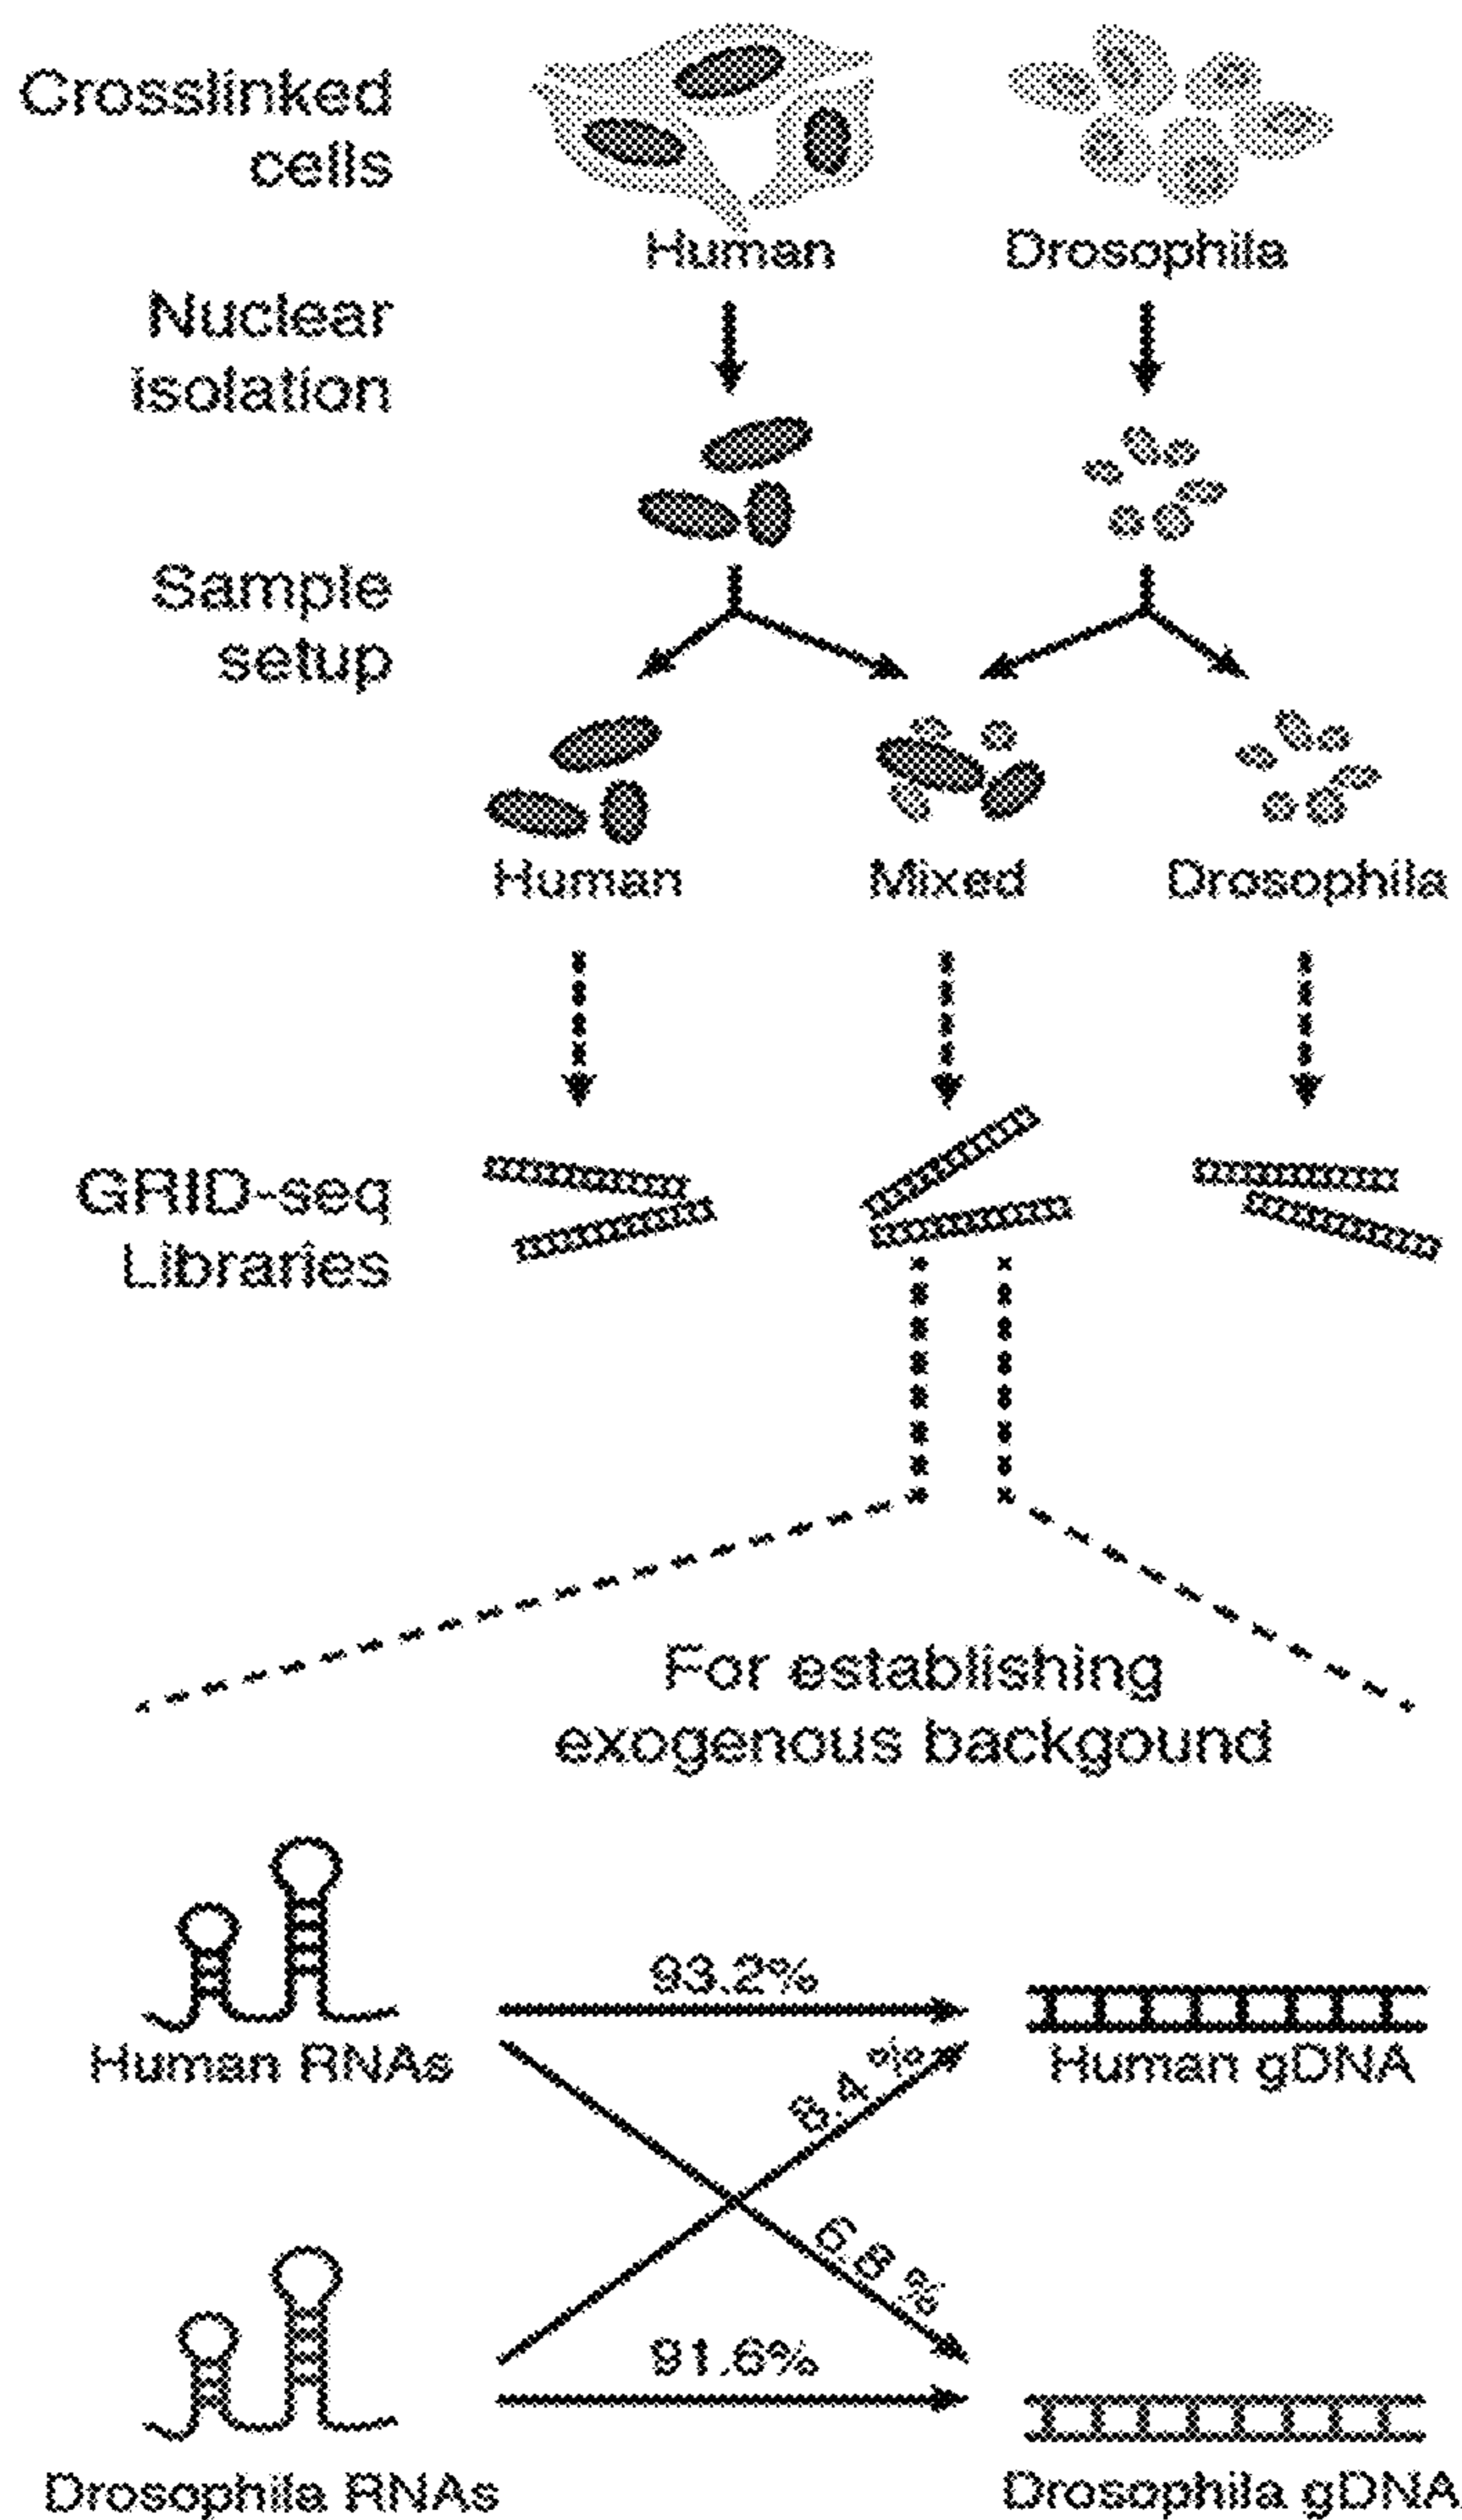 Crosslinked
cells
Human
Drosophila
Nuclear
isolation
Sample
setup
Human
Mixed
Drosophila
GRID-seq
Libraries
For establishing
exogenous backgound
93.2%
Human RNAs
8.4 %
Human gDNA
6.8 %
91.6%
Drosophila RNAs
Drosophila gDNA